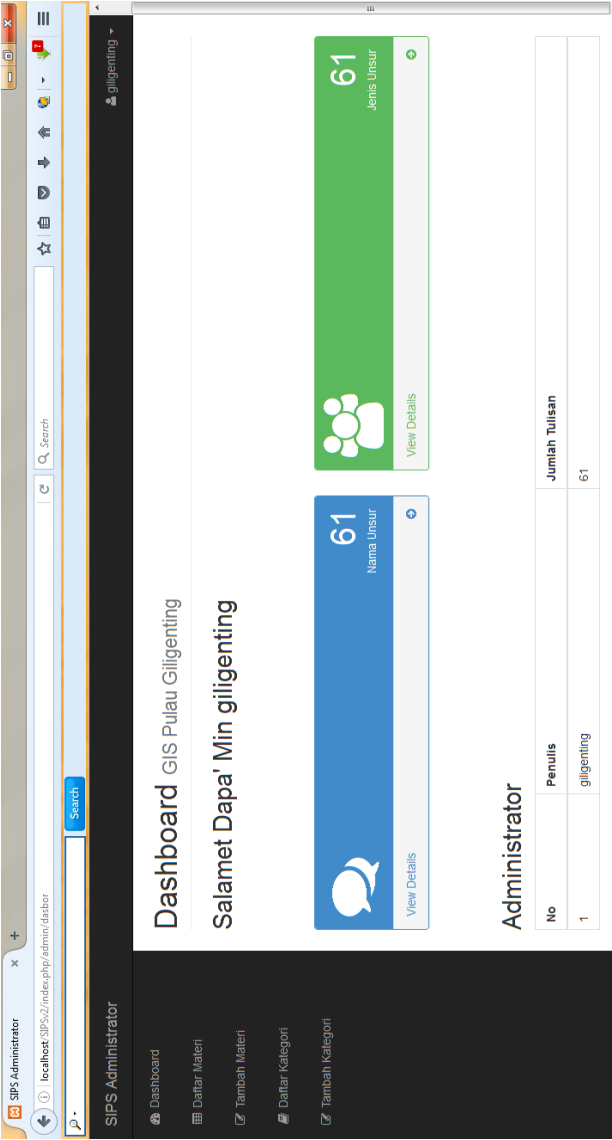 SIPS Administrator
localhost/SIPSv2/index.php/admin/dasbor
Search
Search
SIPS Administrator
giligenting
Dashboard
Daftar Materi
Tambah Materi
Daftar Kategori
Tambah Kategori
Dashboard GIS Pulau Giligenting
Salamet Dapa' Min giligenting
61
Nama Unsur
View Details
61
Jenis Unsur
View Details
Administrator
No Penulis Jumlah Tulisan
1 giligenting 61